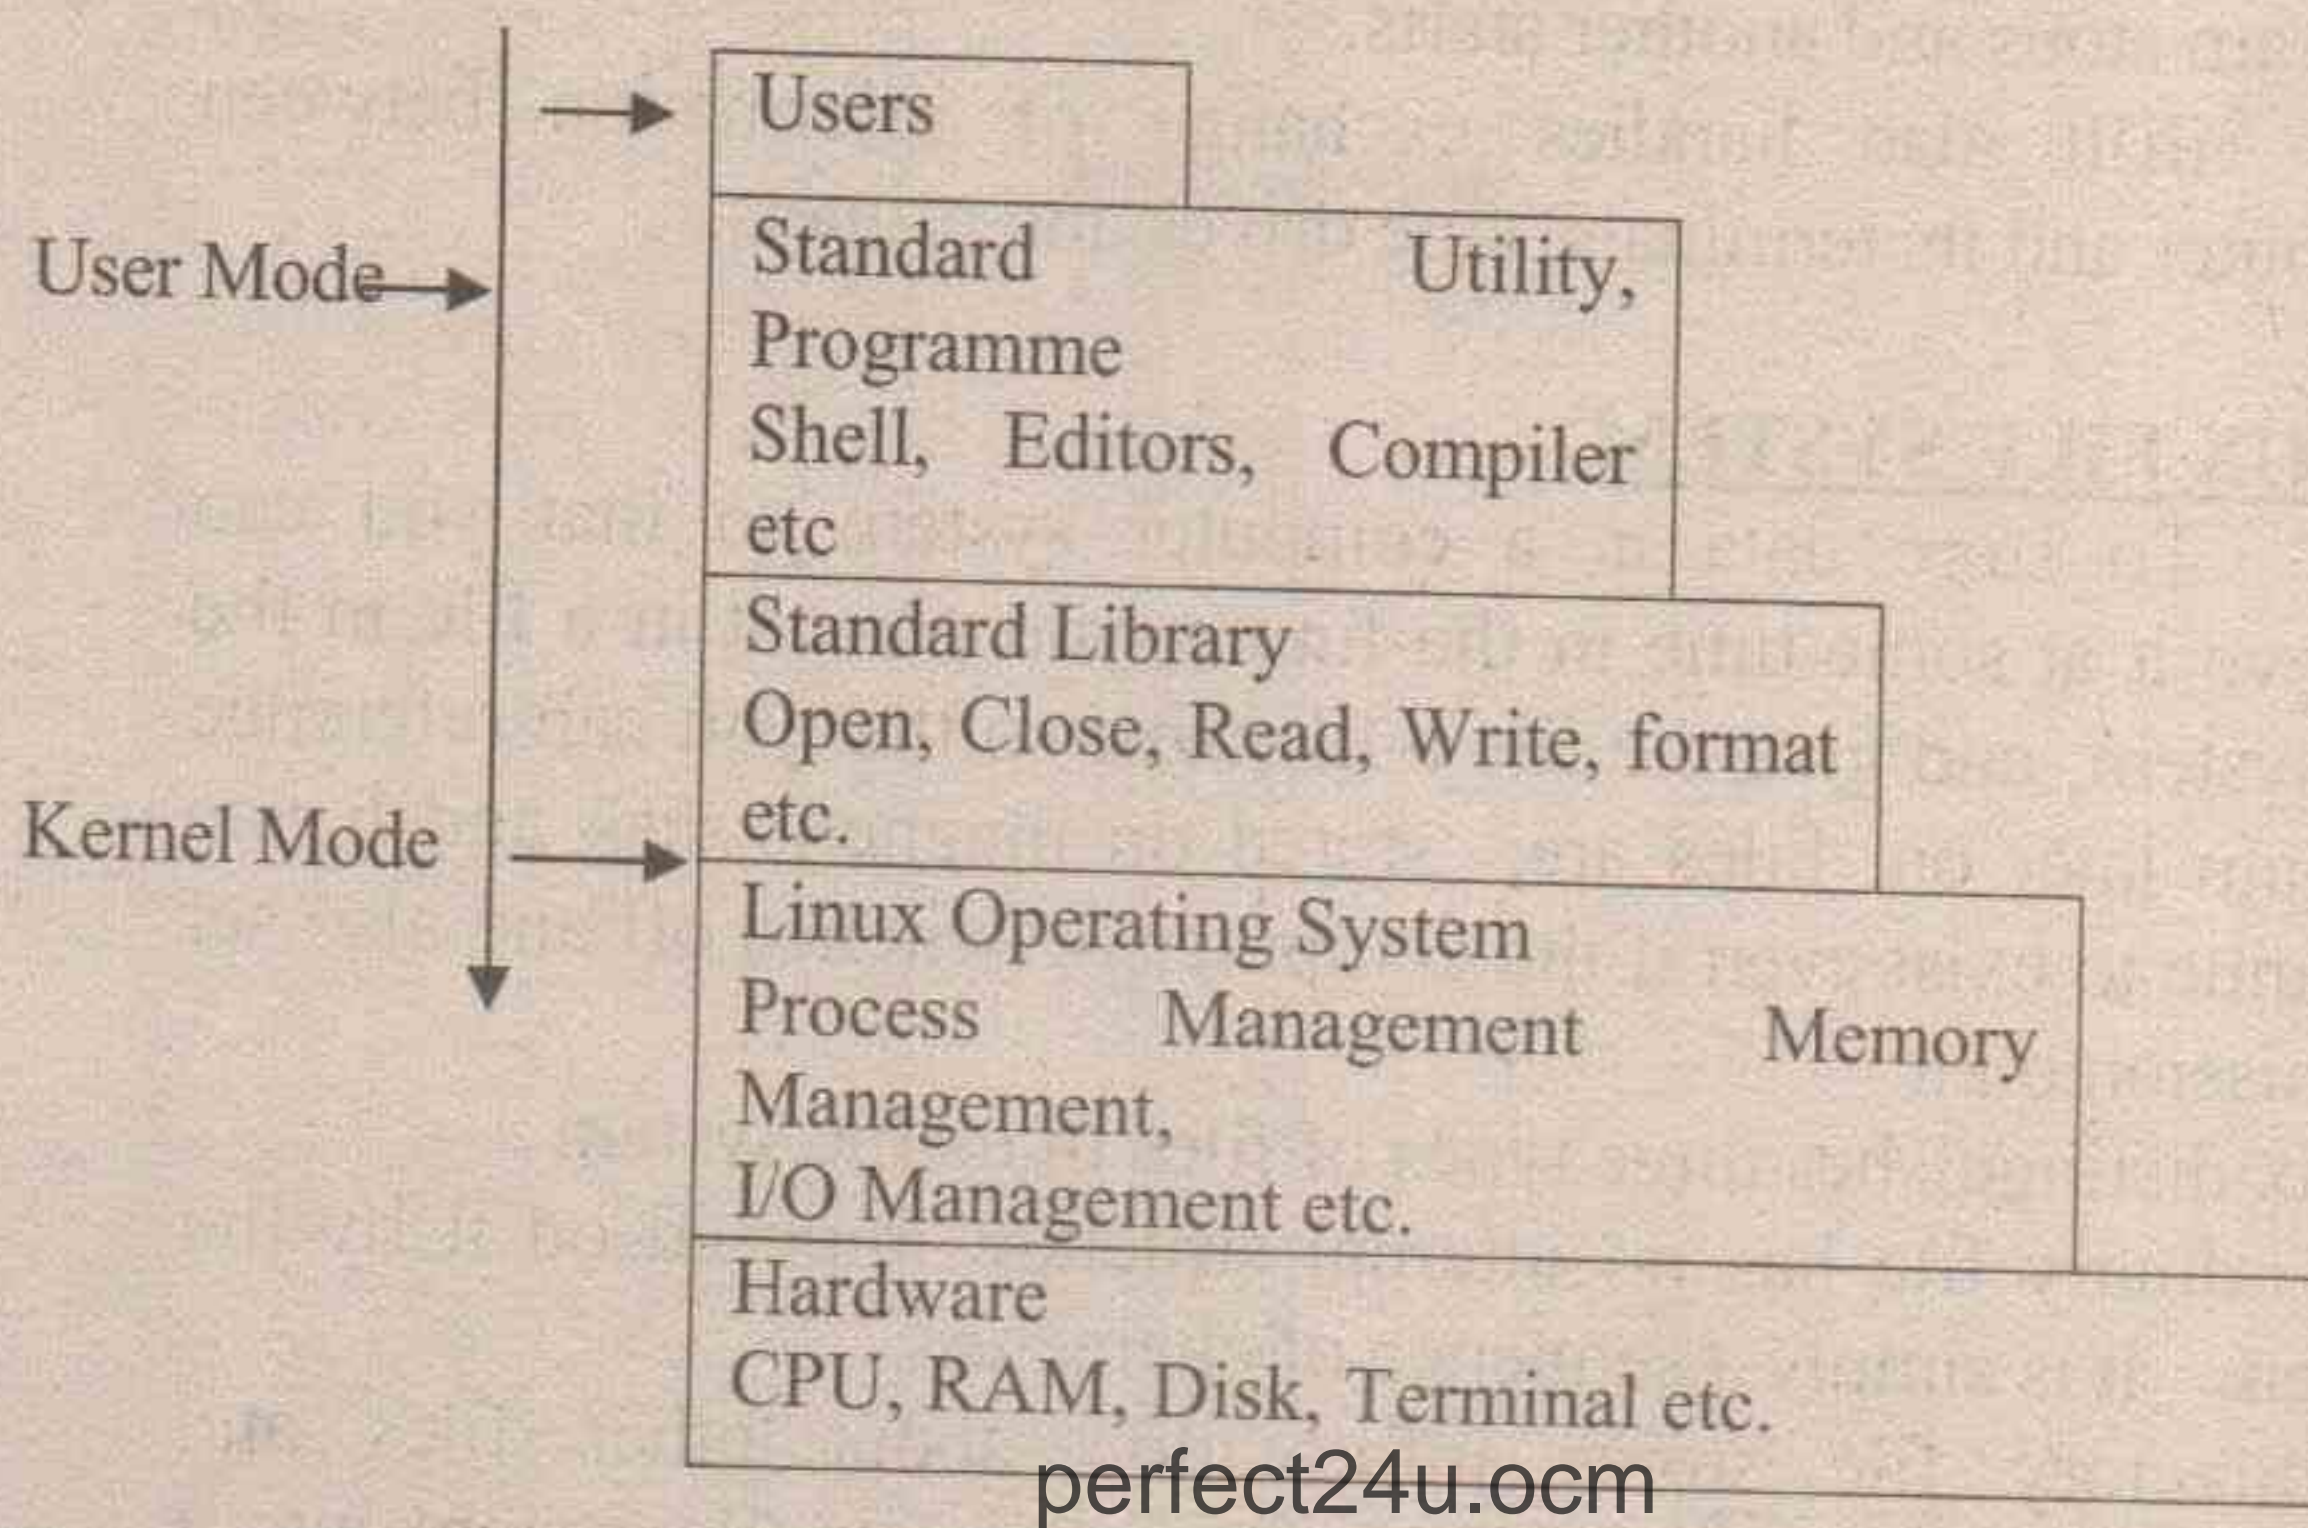 Users
Standard Utility,
Programme
User Mode
Shell, Editors, Compiler
etc
Standard Library
Open, Close, Read, Write, format
etc.
Kernel Mode
Linux Operating System
Process Management Memory
Management,
I/O Management etc.
Hardware
CPU, RAM, Disk, Terminal etc.
perfect24u.ocm